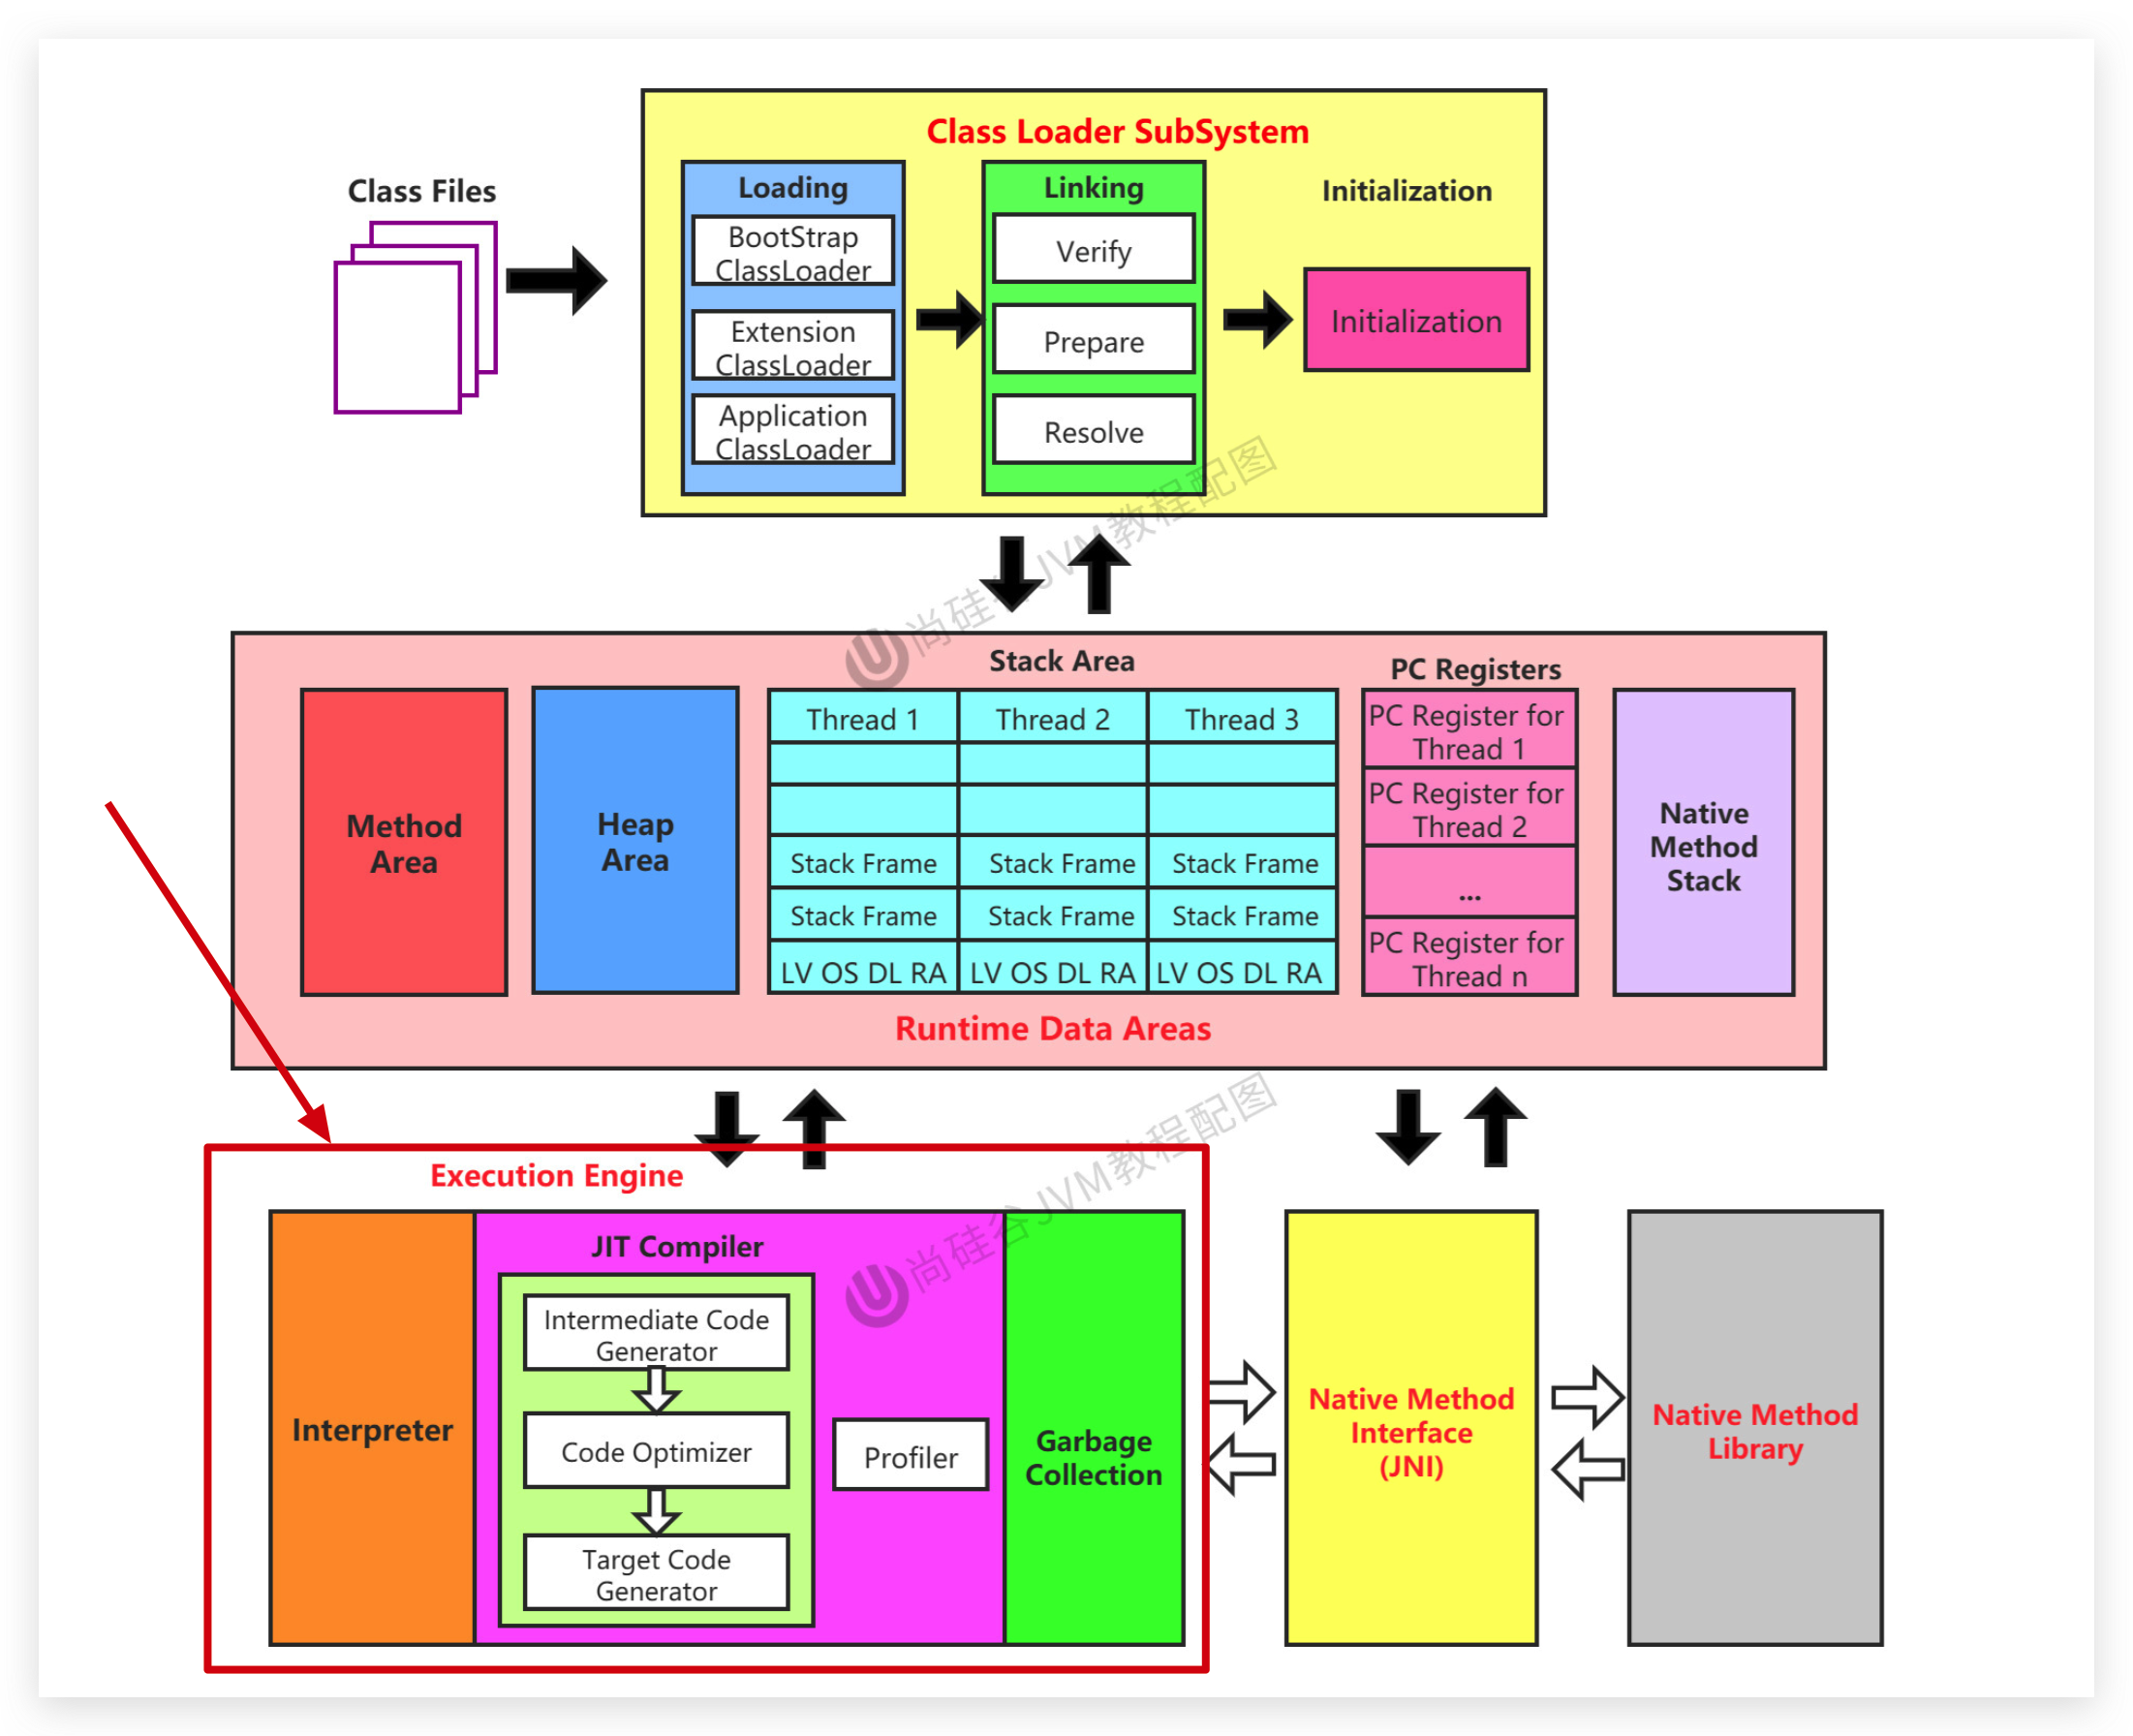 Class Loader SubSystem
Class Files
Loading
BootStrap
ClassLoader
Extension
ClassLoader
Application
ClassLoader
Linking
Verify
Prepare
Resolve
Initialization
Initialization
尚硅谷JVM教程配图
Stack Area
PC Registers
Method
Area
Heap
Area
Thread 1
Thread 2
Thread 3
Stack Frame
Stack Frame
Stack Frame
Stack Frame
Stack Frame
Stack Frame
LV OS DL RA
LV OS DL RA
LV OS DL RA
PC Register for
Thread 1
PC Register for
Thread 2
...
PC Register for
Thread n
Native
Method
Stack
Runtime Data Areas
尚硅谷JVM教程配图
Execution Engine
Interpreter
JIT Compiler
Intermediate Code
Generator
Code Optimizer
Target Code
Generator
Profiler
Garbage
Collection
Native Method
Interface
(JNI)
Native Method
Library